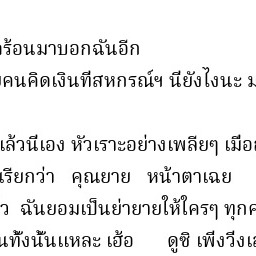 ร้อนมาบอกฉันอีก
คนคิดเงินที่สหกรณ์ฯ นี่ยังไงนะ
แล้วนี่เอง หัวเราะอย่างเพลียๆ
เรียกว่า คุณยาย หน้าตาเฉย
ว ฉันยอมเป็นย่ายายให้ใครๆ ทุกค
นทั้งนั้นแหละ เฮ้อ ดูซิ เพิ่งวิ่งเ